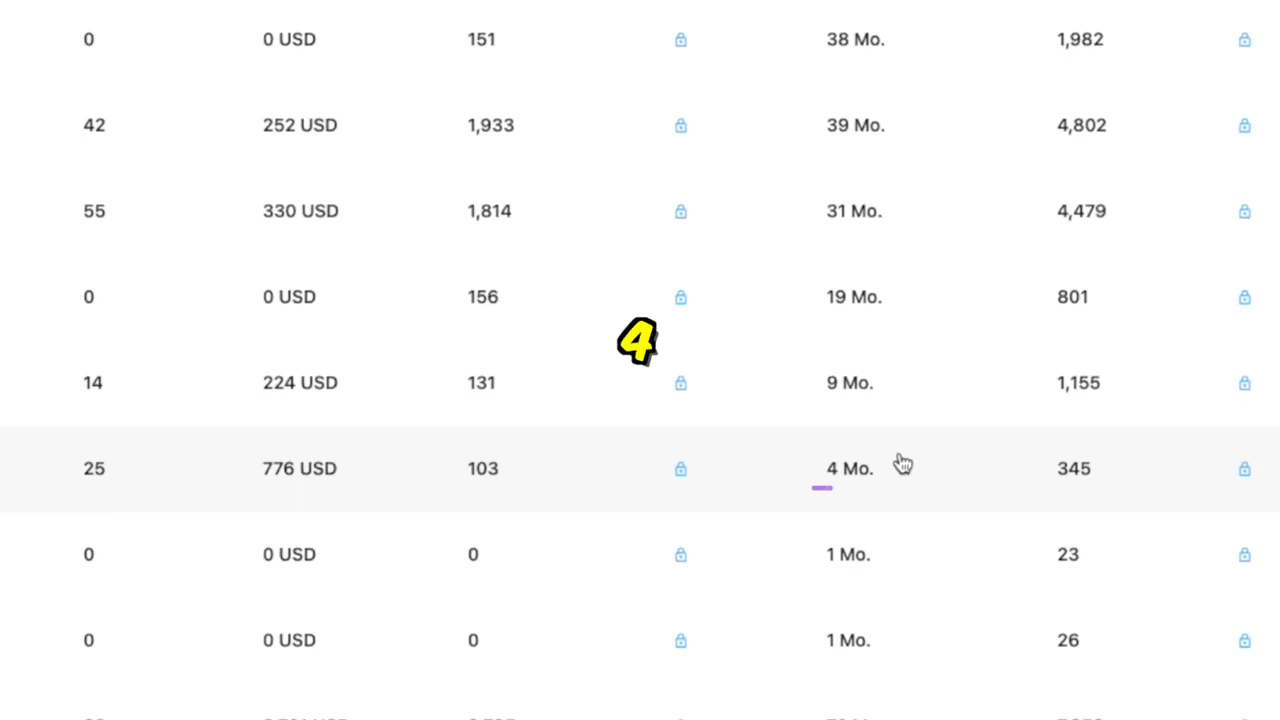 0 0 USD 151 38 Mo. 1,982
42 252 USD 1,933 39 Mo. 4,802
55 330 USD 1,814 31 Mo. 4,479
0 0 USD 156 19 Mo. 801
4
14 224 USD 131 9 Mo. 1,155
25 776 USD 103 4 Mo. 345
0 0 USD 0 1 Mo. 23
0 0 USD 0 1 Mo. 26